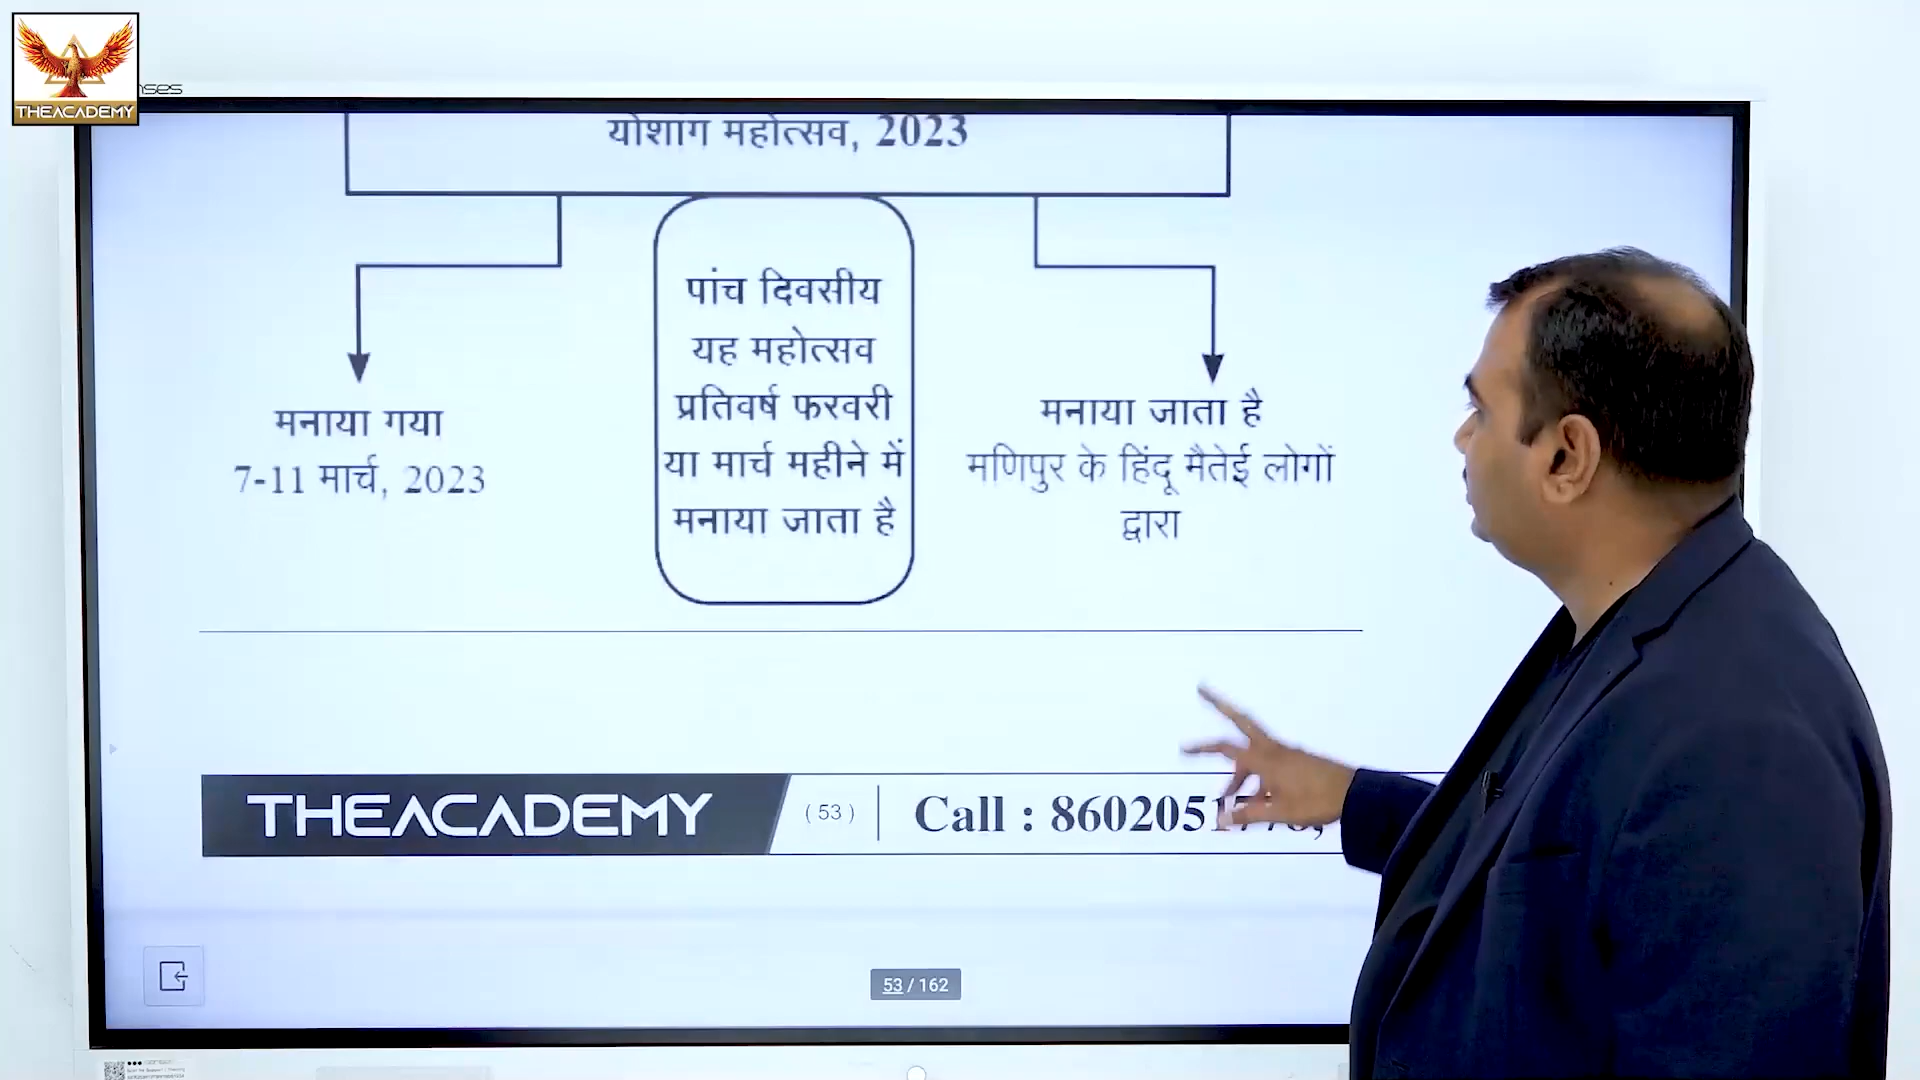 THEACADEMY
योशांग महोत्सव, 2023
पांच दिवसीय
यह महोत्सव
प्रतिवर्ष फरवरी
या मार्च महीने में
मनाया जाता है
मनाया गया
7-11 मार्च, 2023
मनाया जाता है
मणिपुर के हिंदू मैतेई लोगों
द्वारा
THEACADEMY
( 53 )
Call :
53 / 162